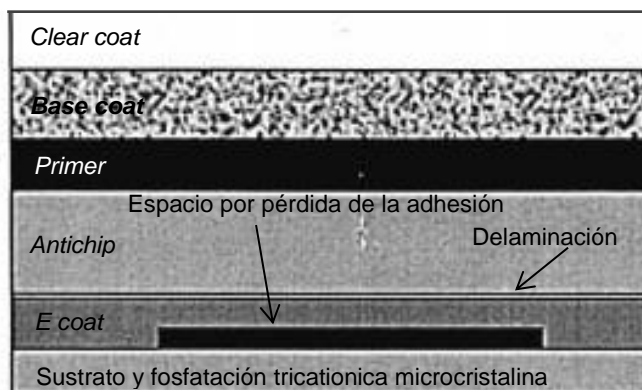 Clear coat
Base coat
Primer
Espacio por pérdida de la adhesión
Antichip
Delaminación
E coat
Sustrato y fosfatación tricationica microcristalina